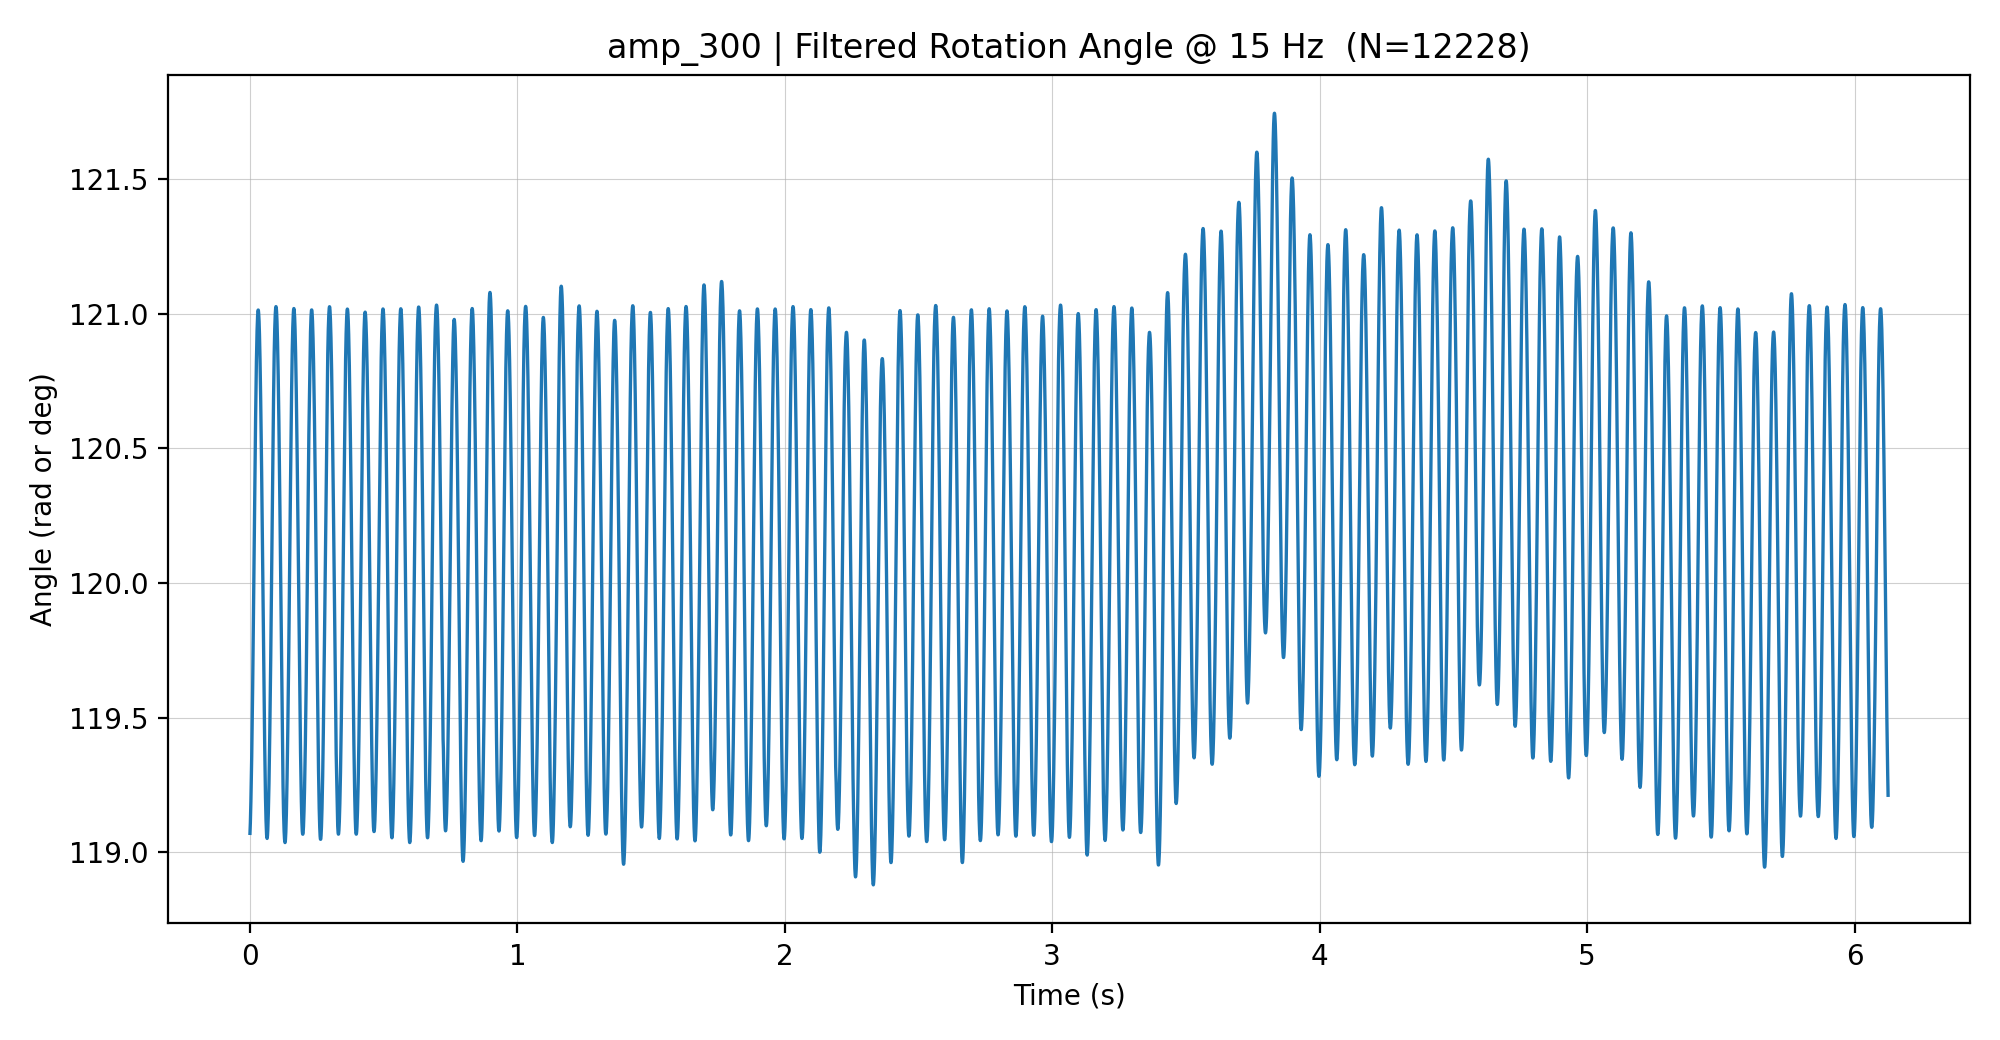 amp_300 | Filtered Rotation Angle @ 15 Hz  (N=12228)
Angle (rad or deg)
121.5
121.0
120.5
120.0
119.5
119.0
0 1 2 3 4 5 6
Time (s)